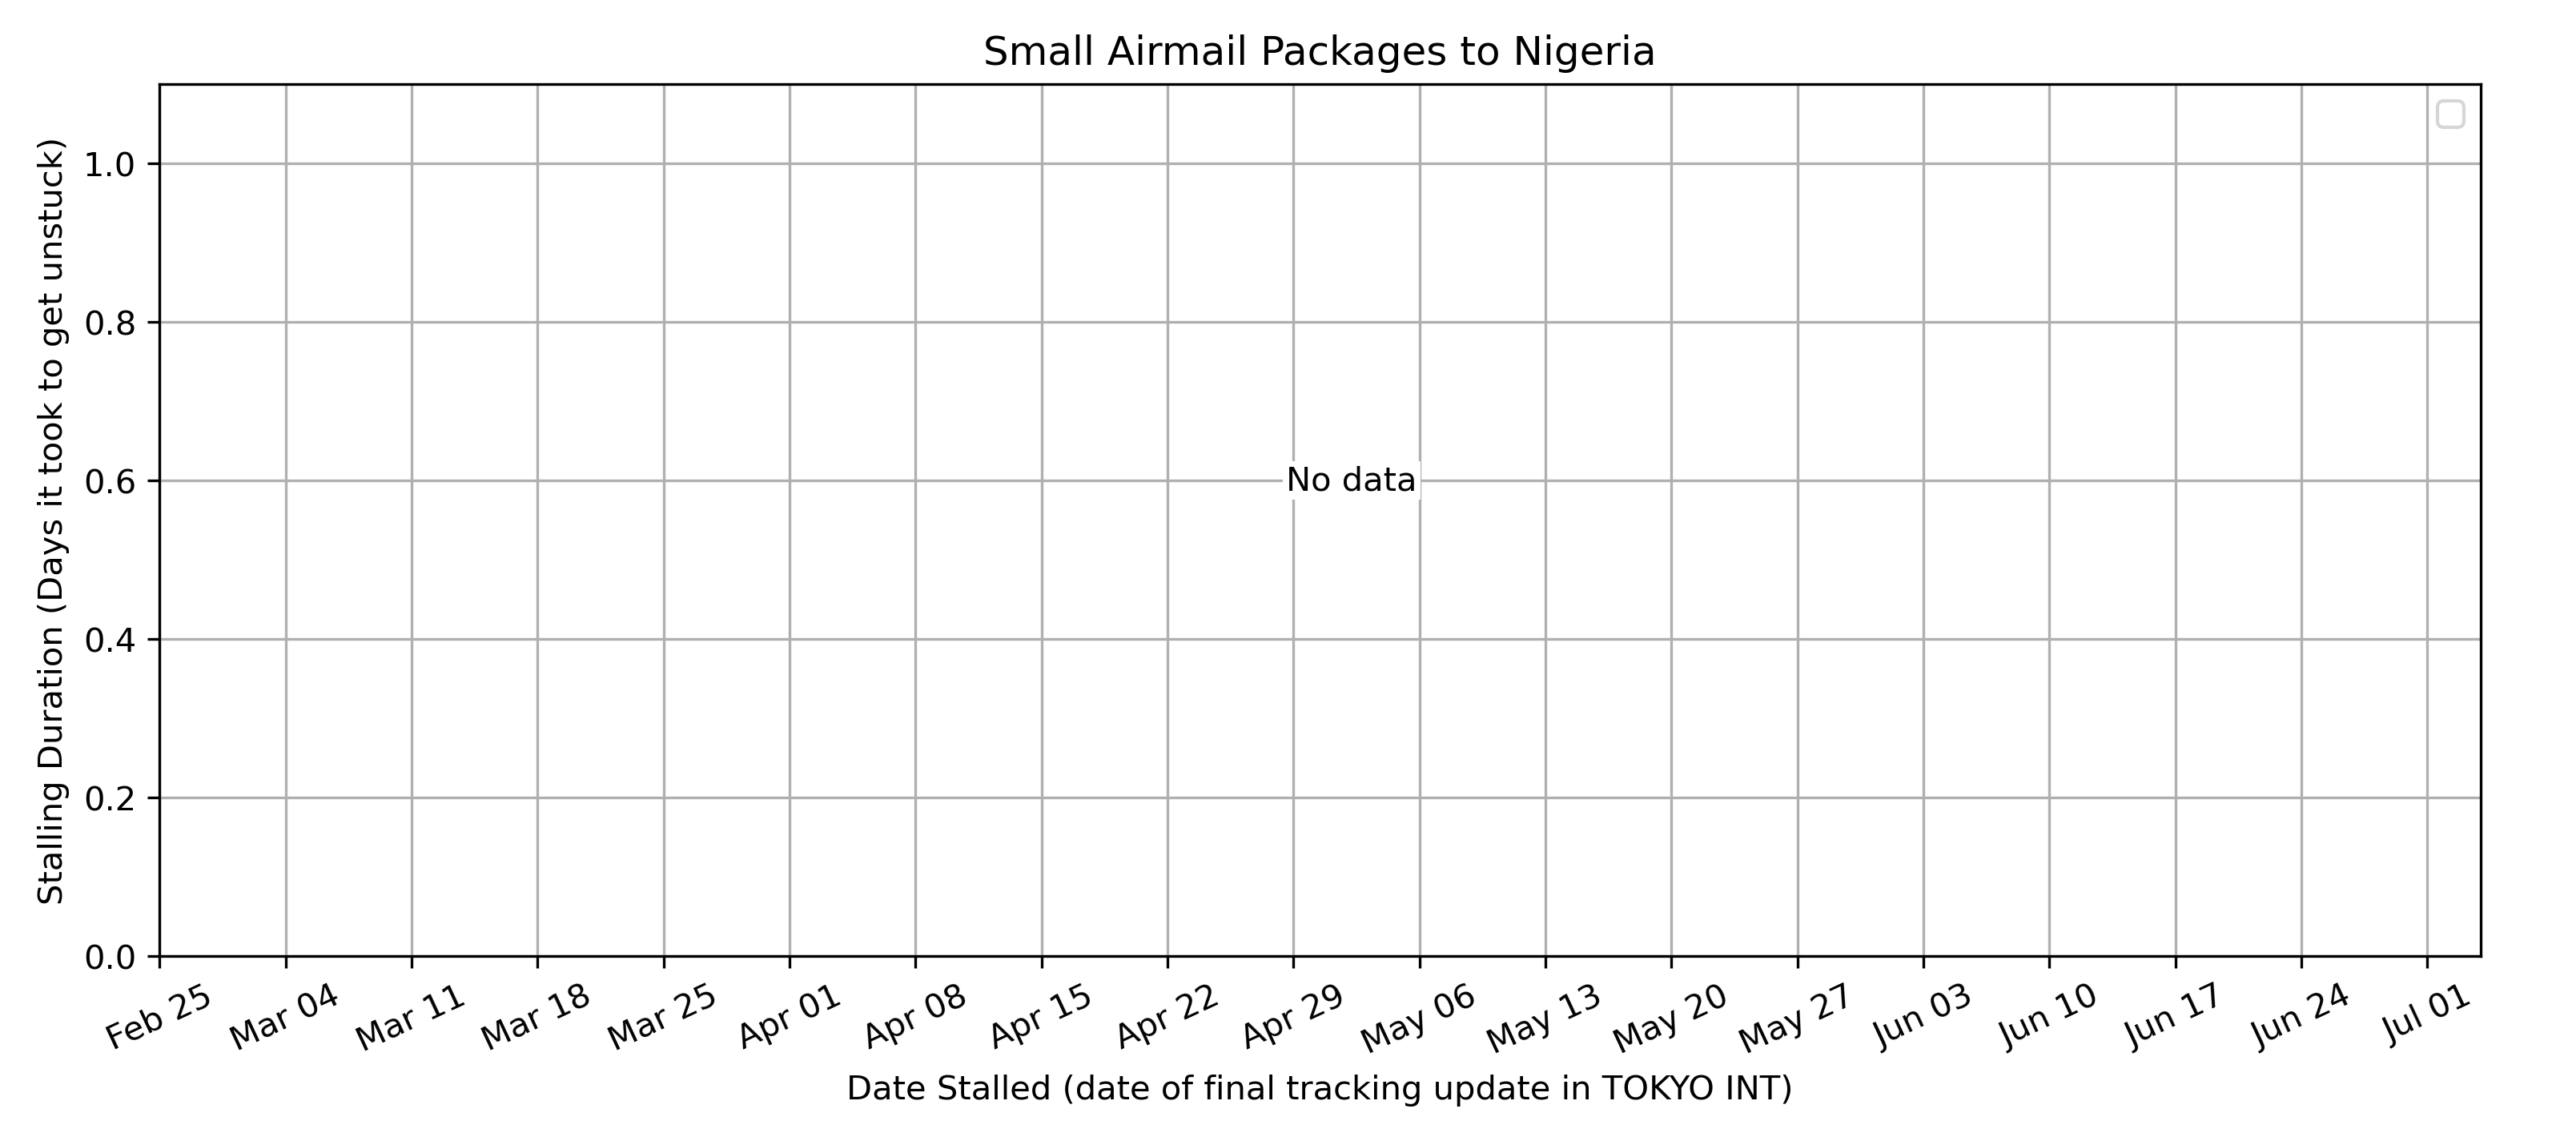 Small Airmail Packages to Nigeria
Stalling Duration (Days it took to get unstuck)
1.0
0.8
0.6
0.4
0.2
0.0
No data
Feb 25 Mar 04 Mar 11 Mar 18 Mar 25 Apr 01 Apr 08 Apr 15 Apr 22 Apr 29 May 06 May 13 May 20 May 27 Jun 03 Jun 10 Jun 17 Jun 24 Jul 01
Date Stalled (date of final tracking update in TOKYO INT)